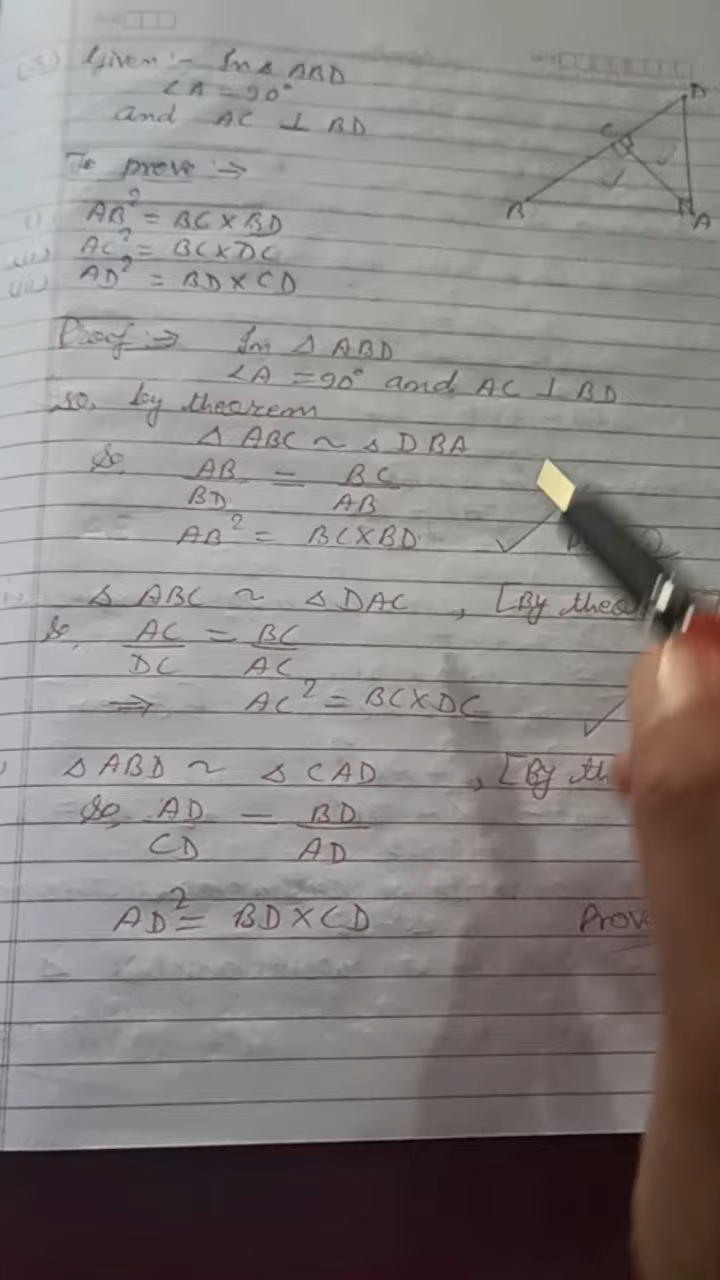 (3) Given :- In △ ABD
∠A = 90°
and AC ⊥ BD
D
C
B
A
To prove :⇒
i) AB² = BC × BD
ii) AC² = BC × DC
iii) AD² = BD × CD
Proof :⇒ In △ ABD
∠A = 90° and AC ⊥ BD
so, by theorem
△ ABC ~ △ DBA
So, AB/BD = BC/AB
AB² = BC × BD
△ ABC ~ △ DAC , [By
So, AC/DC = BC/AC
⇒ AC² = BC × DC
△ ABD ~ △ CAD , [By
So, AD/CD = BD/AD
AD² = BD × CD